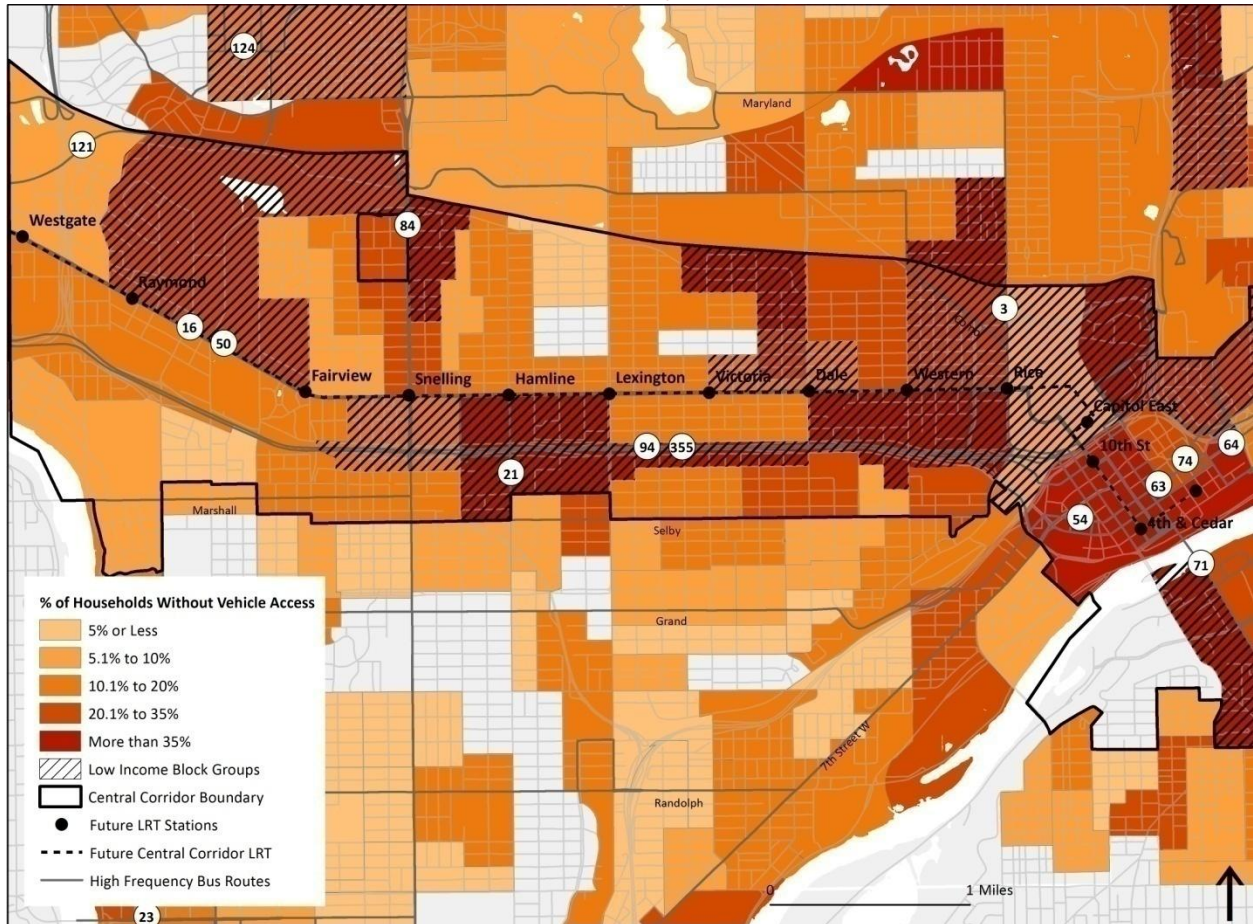 124
Maryland
121
84
Westgate
Raymond
3
Como
16
50
Fairview
Snelling
Hamline
Lexington
Victoria
Dale
Western
Rice
Capitol East
10th St
94
355
21
64
74
63
54
4th & Cedar
Marshall
Selby
71
Grand
7th Street W
Randolph
% of Households Without Vehicle Access
5% or Less
5.1% to 10%
10.1% to 20%
20.1% to 35%
More than 35%
Low Income Block Groups
Central Corridor Boundary
Future LRT Stations
Future Central Corridor LRT
High Frequency Bus Routes
23
0
1 Miles